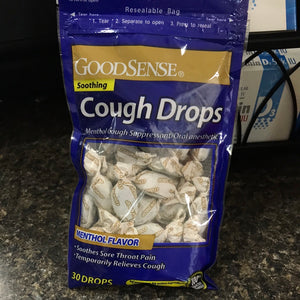 Resealable Bag
1. Tear 2. Separate to open 3. Press to reseal
GOODSENSE®
Soothing
Cough Drops
Menthol Cough Suppressant/Oral anesthetic
MENTHOL FLAVOR
•Soothes Sore Throat Pain
•Temporarily Relieves Cough
30 DROPS